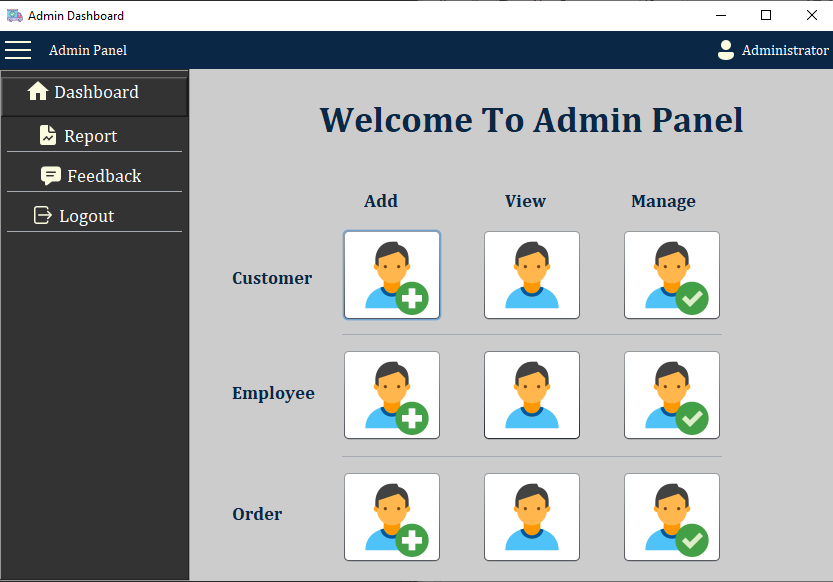 Admin Dashboard
Admin Panel
Administrator
Dashboard
Report
Feedback
Logout
Welcome To Admin Panel
Add View Manage
Customer
Employee
Order